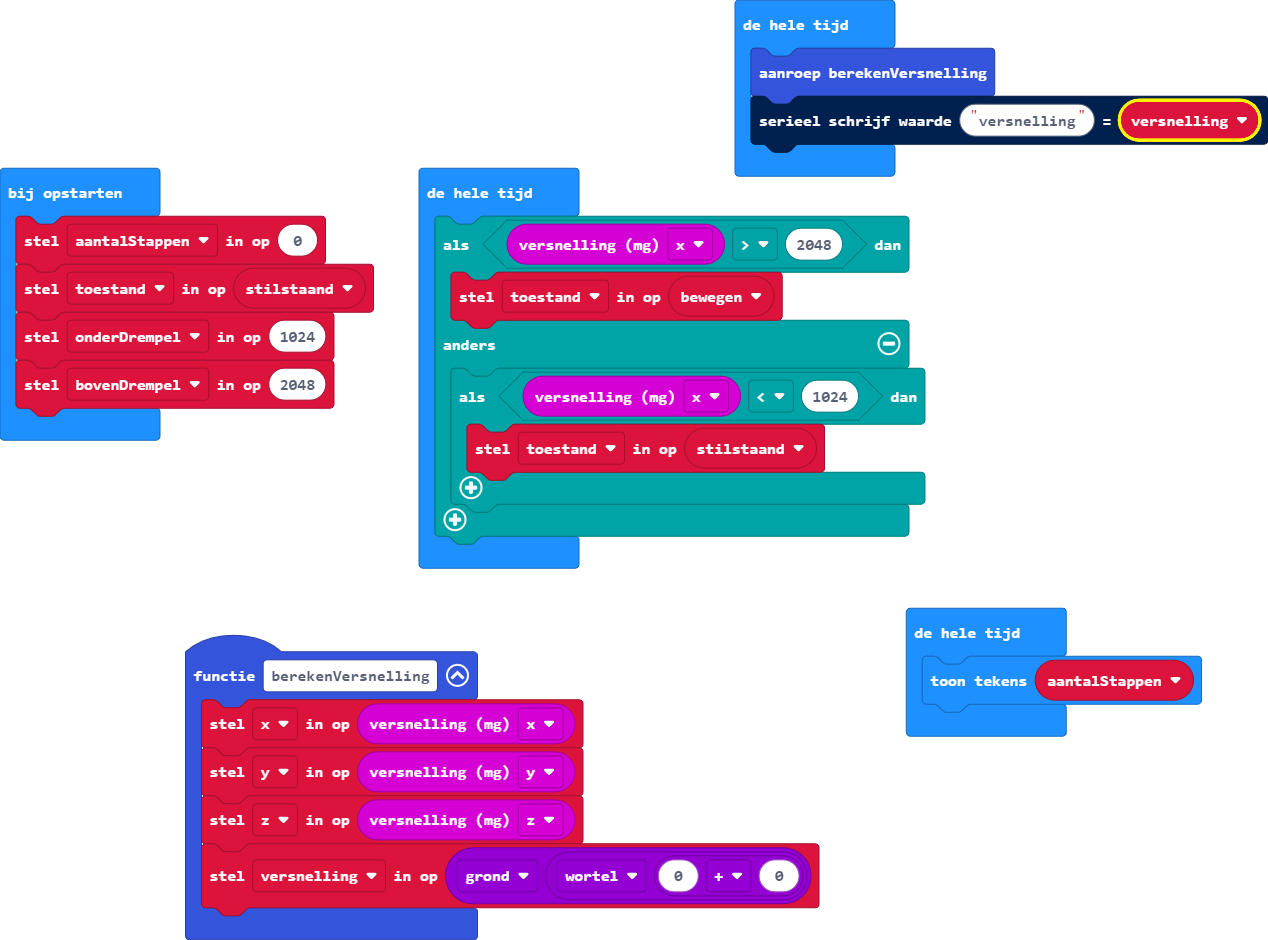 de hele tijd
aanroep berekenVersnelling
serieel schrijf waarde "versnelling" = versnelling
bij opstarten
stel aantalStappen in op 0
stel toestand in op stilstaand
stel onderDrempel in op 1024
stel bovenDrempel in op 2048
de hele tijd
als versnelling (mg) x > 2048 dan
stel toestand in op bewegen
anders
als versnelling (mg) x < 1024 dan
stel toestand in op stilstaand
functie berekenVersnelling
stel x in op versnelling (mg) x
stel y in op versnelling (mg) y
stel z in op versnelling (mg) z
stel versnelling in op grond wortel 0 + 0
de hele tijd
toon tekens aantalStappen